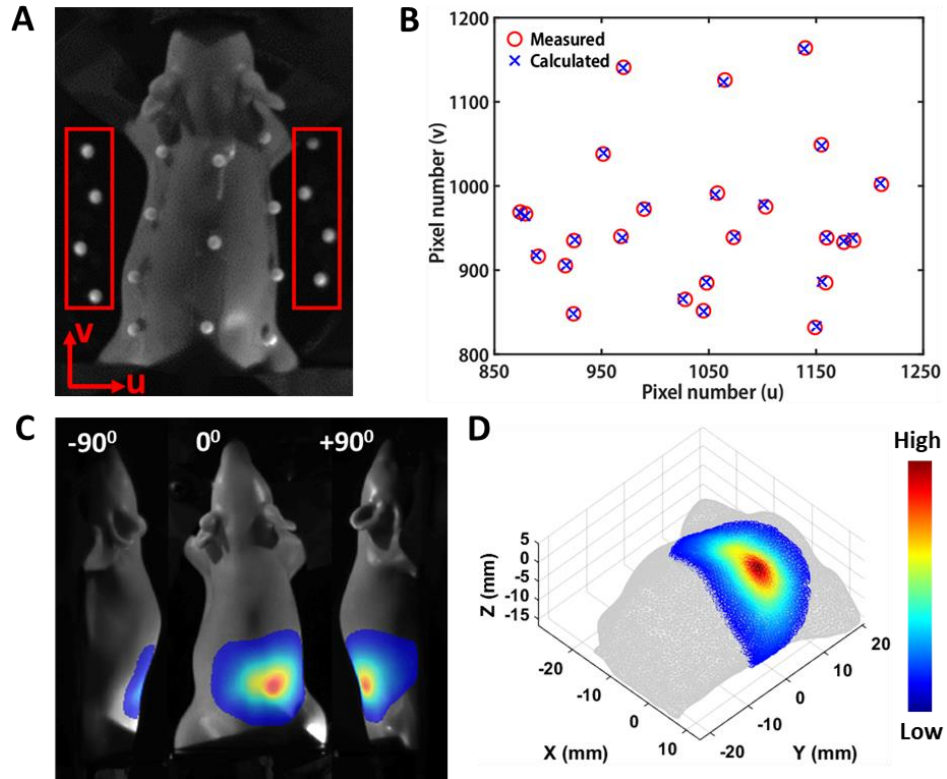 A
v
u
B
Measured
Calculated
Pixel number (v)
1200
1100
1000
900
800
850
950
1050
1150
1250
Pixel number (u)
C
-90⁰
0⁰
+90⁰
D
High
Low
Z (mm)
5
0
-5
-10
-15
-20
-10
0
10
X (mm)
-20
-10
0
10
20
Y (mm)